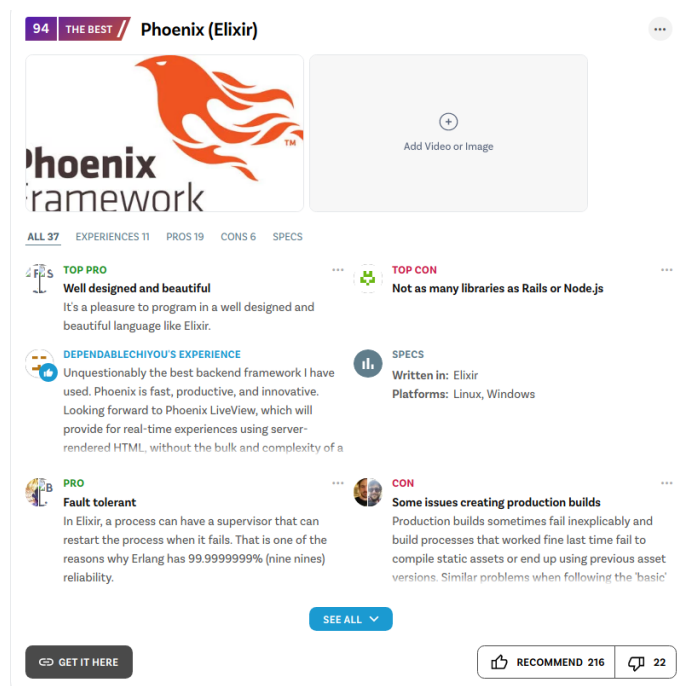 94 THE BEST Phoenix (Elixir)
TM
Phoenix
Framework
Add Video or Image
ALL 37 EXPERIENCES 11 PROS 19 CONS 6 SPECS
TOP PRO
Well designed and beautiful
It's a pleasure to program in a well designed and
beautiful language like Elixir.
TOP CON
Not as many libraries as Rails or Node.js
DEPENDABLECHIYOU'S EXPERIENCE
Unquestionably the best backend framework I have
used. Phoenix is fast, productive, and innovative.
Looking forward to Phoenix LiveView, which will
provide for real-time experiences using server-
rendered HTML, without the bulk and complexity of a
SPECS
Written in: Elixir
Platforms: Linux, Windows
PRO
Fault tolerant
In Elixir, a process can have a supervisor that can
restart the process when it fails. That is one of the
reasons why Erlang has 99.9999999% (nine nines)
reliability.
CON
Some issues creating production builds
Production builds sometimes fail inexplicably and
build processes that worked fine last time fail to
compile static assets or end up using previous asset
versions. Similar problems when following the 'basic'
SEE ALL
GET IT HERE
RECOMMEND 216
22